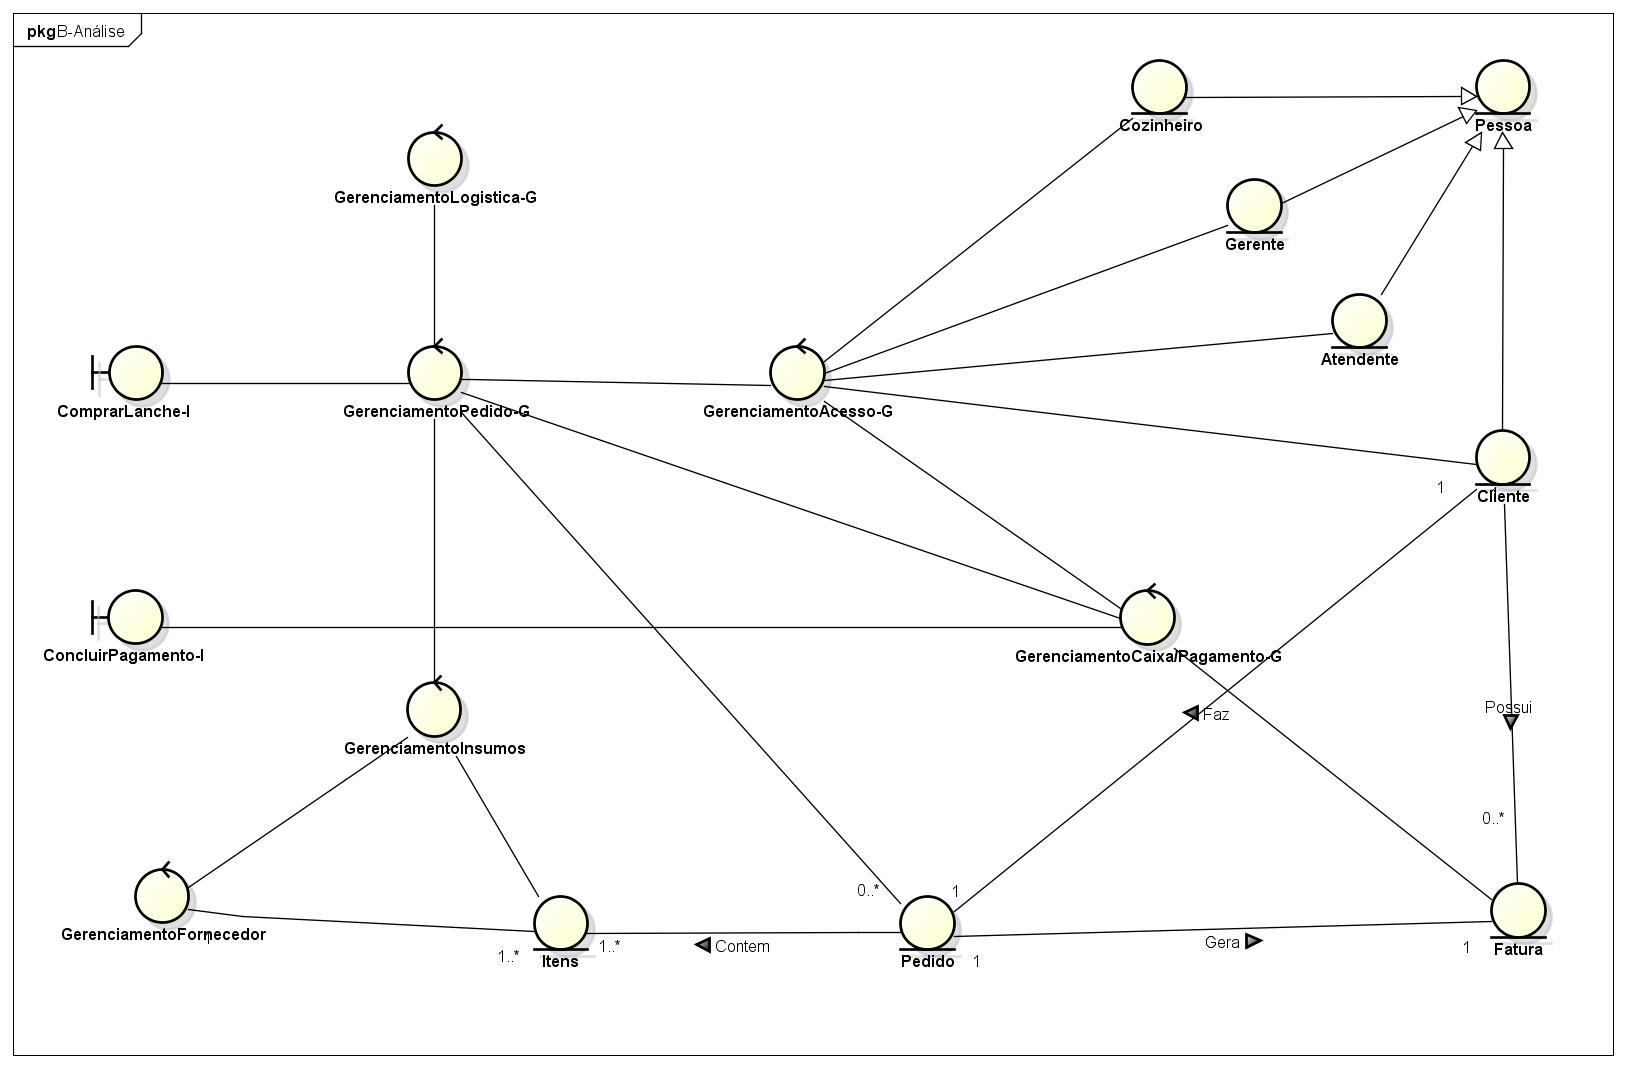 pkg B-Análise
Cozinheiro
Pessoa
GerenciamentoLogistica-G
Gerente
Atendente
ComprarLanche-I
GerenciamentoPedido-G
GerenciamentoAcesso-G
1
Cliente
ConcluirPagamento-I
GerenciamentoCaixa/Pagamento-G
Faz
Possui
GerenciamentoInsumos
0..*
0..*
1
GerenciamentoFornecedor
1..*
1..*
Itens
Contem
Pedido
1
Gera
1
Fatura